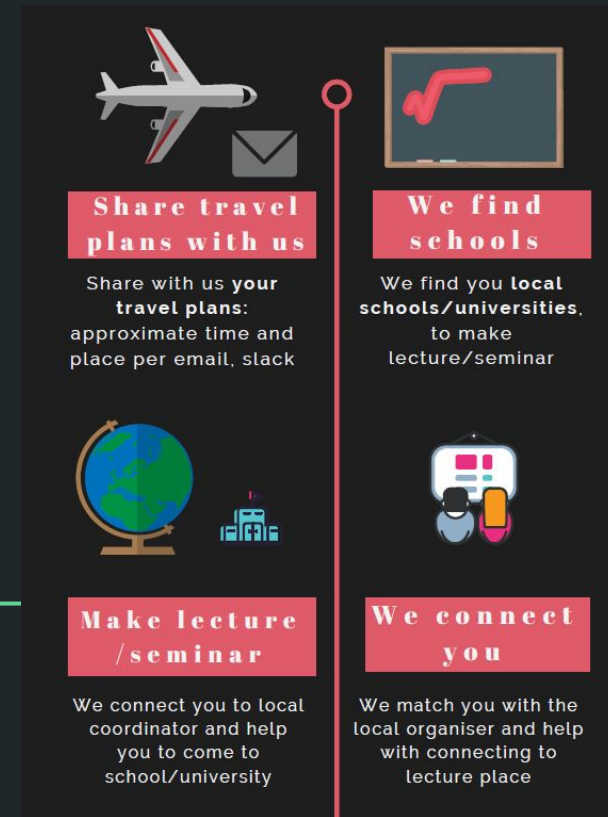 Share travel
plans with us
Share with us your
travel plans:
approximate time and
place per email, slack
We find
schools
We find you local
schools/universities,
to make
lecture/seminar
Make lecture
/seminar
We connect you to local
coordinator and help
you to come to
school/university
We connect
you
We match you with the
local organiser and help
with connecting to
lecture place